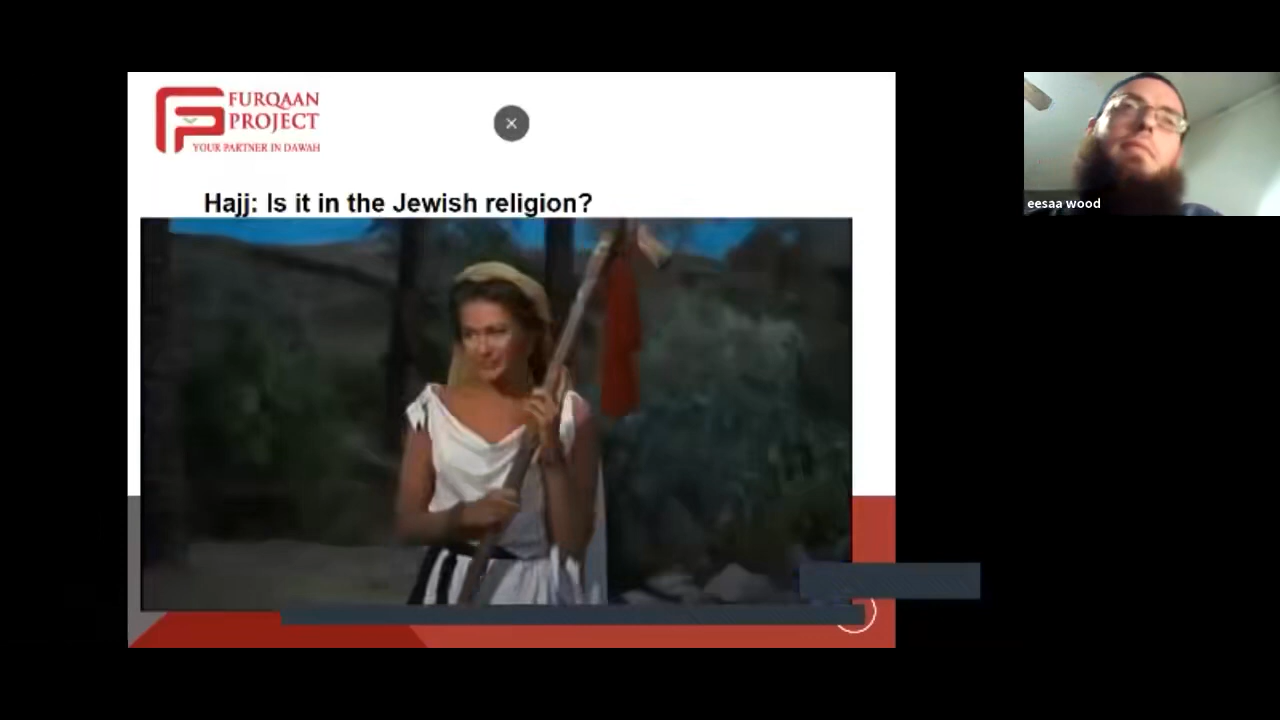 FURQAAN
PROJECT
YOUR PARTNER IN DAWAH
Hajj: Is it in the Jewish religion?
eesaa wood